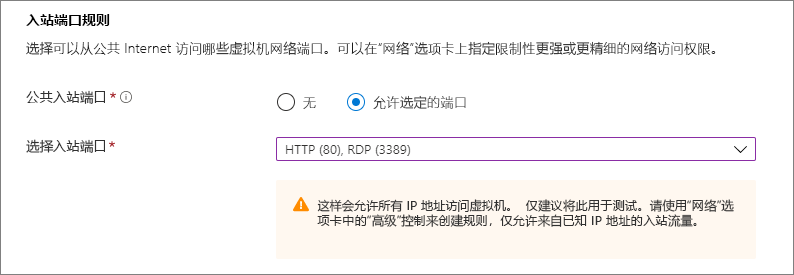 入站端口规则
选择可以从公共 Internet 访问哪些虚拟机网络端口。可以在"网络"选项卡上指定限制性更强或更精细的网络访问权限。
公共入站端口 *
无
允许选定的端口
选择入站端口 *
HTTP (80), RDP (3389)
这样会允许所有 IP 地址访问虚拟机。 仅建议将此用于测试。请使用"网络"选
项卡中的"高级"控制来创建规则，仅允许来自已知 IP 地址的入站流量。